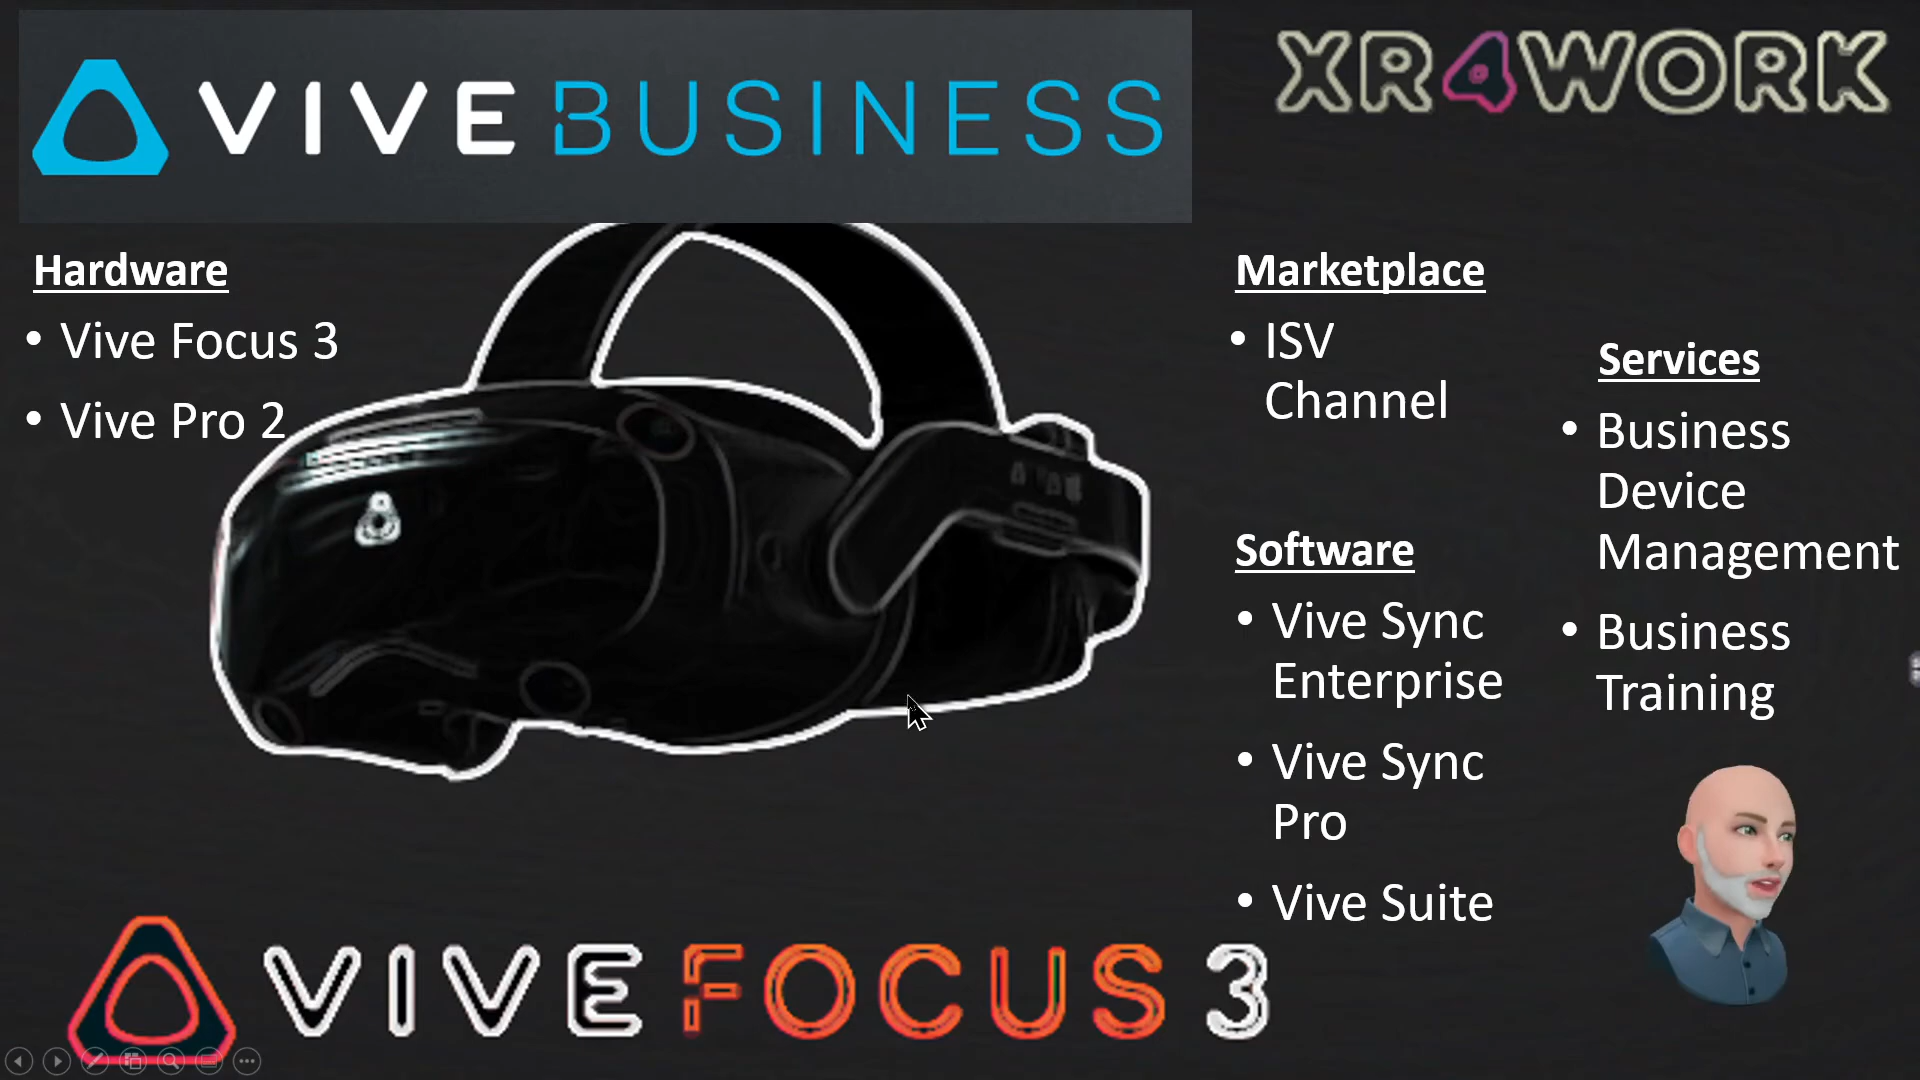 VIVE BUSINESS
XR4WORK
Hardware
• Vive Focus 3
• Vive Pro 2
Marketplace
• ISV
Channel
Software
• Vive Sync
Enterprise
• Vive Sync
Pro
• Vive Suite
Services
• Business
Device
Management
• Business
Training
VIVE FOCUS 3